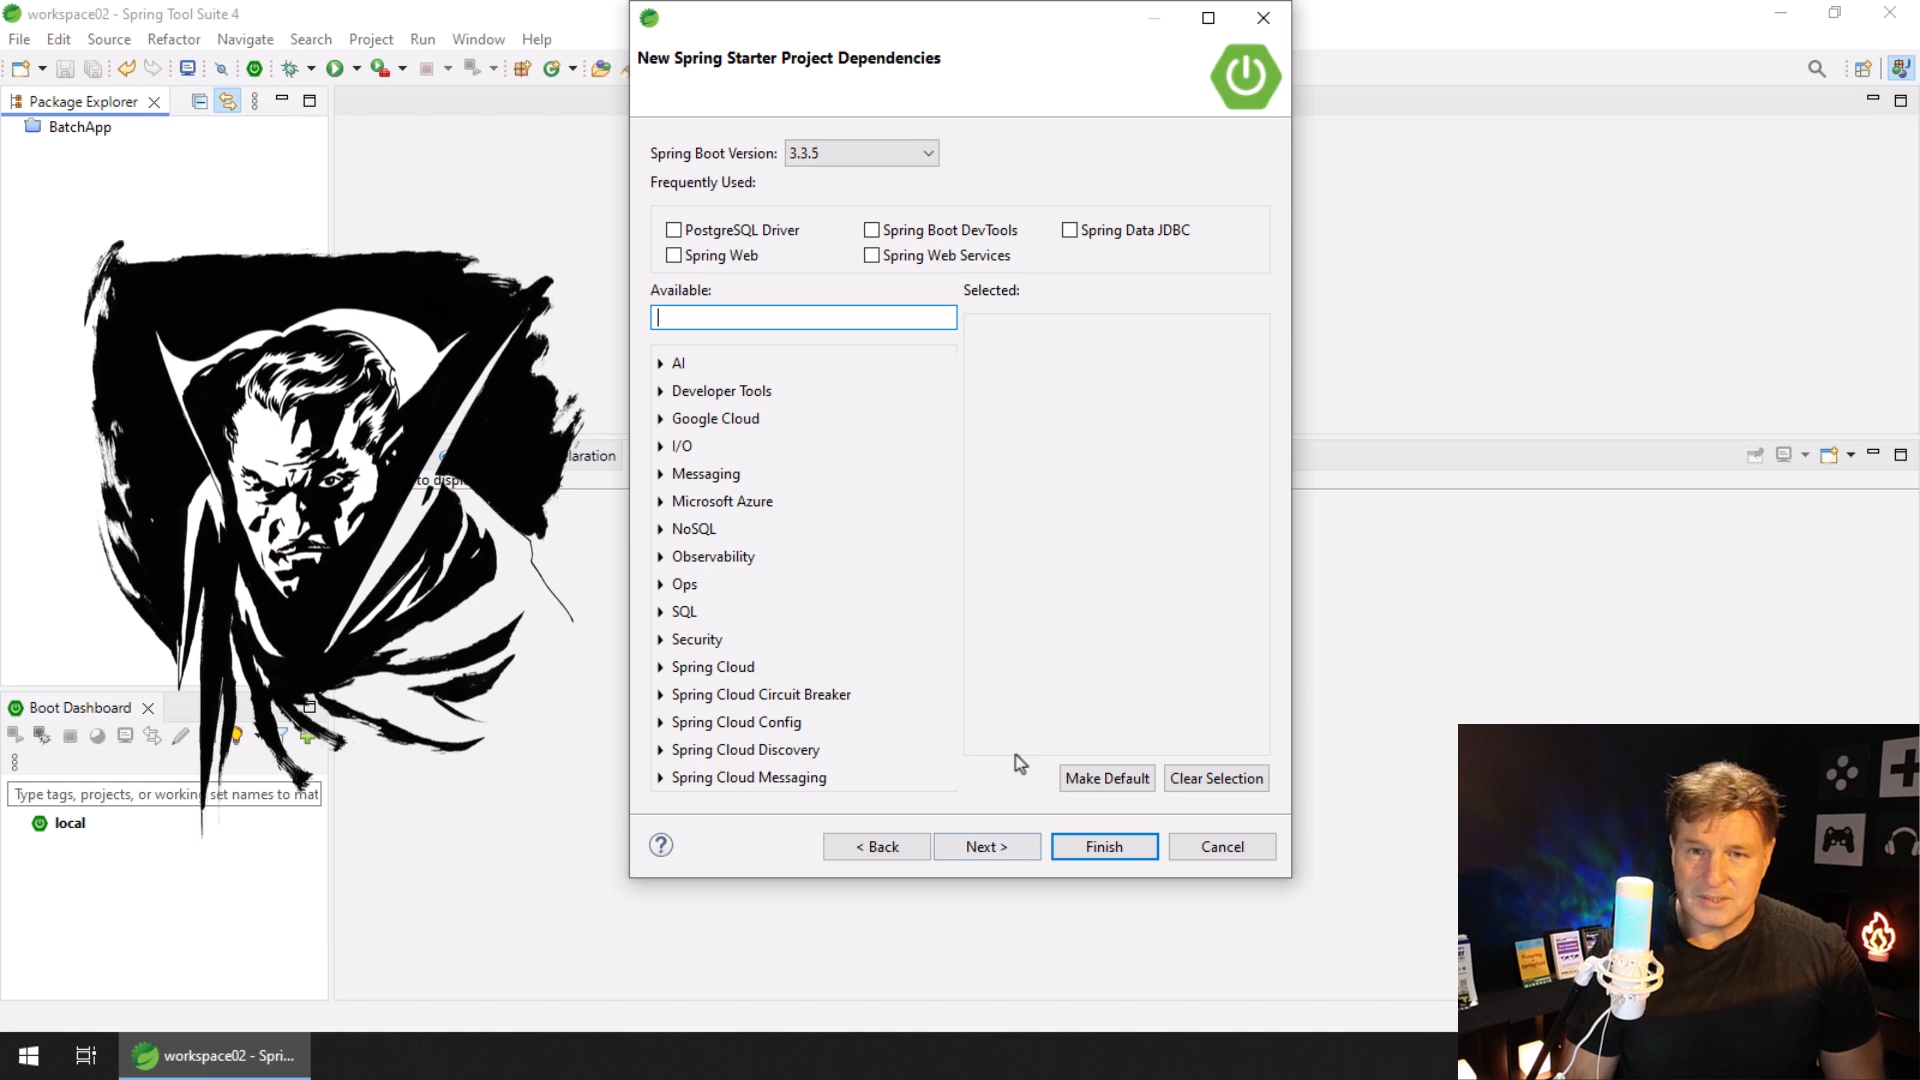 workspace02 - Spring Tool Suite 4
File Edit Source Refactor Navigate Search Project Run Window Help
Package Explorer
BatchApp
New Spring Starter Project Dependencies
Spring Boot Version: 3.3.5
Frequently Used:
PostgreSQL Driver Spring Boot DevTools Spring Data JDBC
Spring Web Spring Web Services
Available: Selected:
AI
Developer Tools
Google Cloud
I/O
Messaging
Microsoft Azure
NoSQL
Observability
Ops
SQL
Security
Spring Cloud
Spring Cloud Circuit Breaker
Spring Cloud Config
Spring Cloud Discovery
Spring Cloud Messaging
Make Default Clear Selection
< Back Next > Finish Cancel
laration
to displ
Boot Dashboard
Type tags, projects, or working set names to mat
local
workspace02 - Spri...